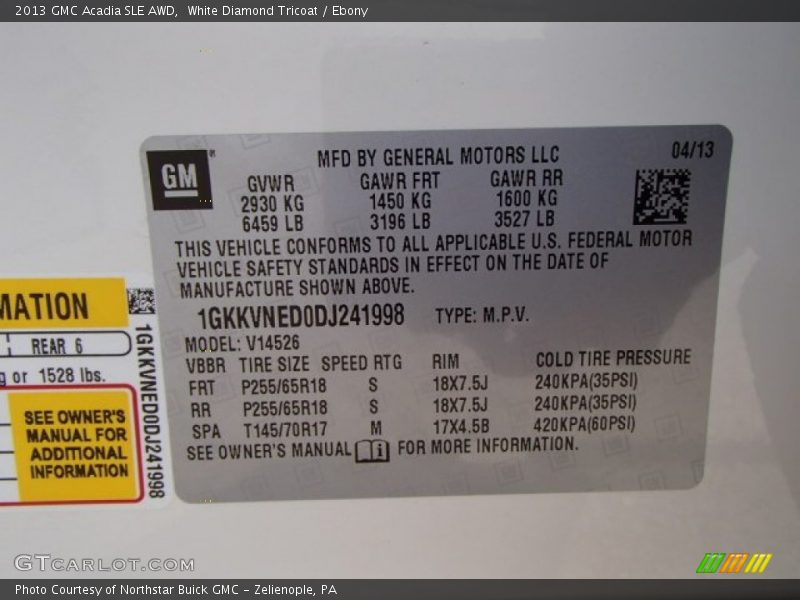 2013 GMC Acadia SLE AWD,  White Diamond Tricoat / Ebony
GM
MFD BY GENERAL MOTORS LLC
04/13
GVWR GAWR FRT GAWR RR
2930 KG 1450 KG 1600 KG
6459 LB 3196 LB 3527 LB
THIS VEHICLE CONFORMS TO ALL APPLICABLE U.S. FEDERAL MOTOR
VEHICLE SAFETY STANDARDS IN EFFECT ON THE DATE OF
MANUFACTURE SHOWN ABOVE.
1GKKVNED0DJ241998 TYPE: M.P.V.
MODEL: V14526
VBBR TIRE SIZE SPEED RTG RIM COLD TIRE PRESSURE
FRT P255/65R18 S 18X7.5J 240KPA(35PSI)
RR P255/65R18 S 18X7.5J 240KPA(35PSI)
SPA T145/70R17 M 17X4.5B 420KPA(60PSI)
SEE OWNER'S MANUAL FOR MORE INFORMATION.
MATION
REAR 6
g or 1528 lbs.
SEE OWNER'S
MANUAL FOR
ADDITIONAL
INFORMATION
1GKKVNED0DJ241998
GTCARLOT.COM
Photo Courtesy of Northstar Buick GMC - Zelienople, PA